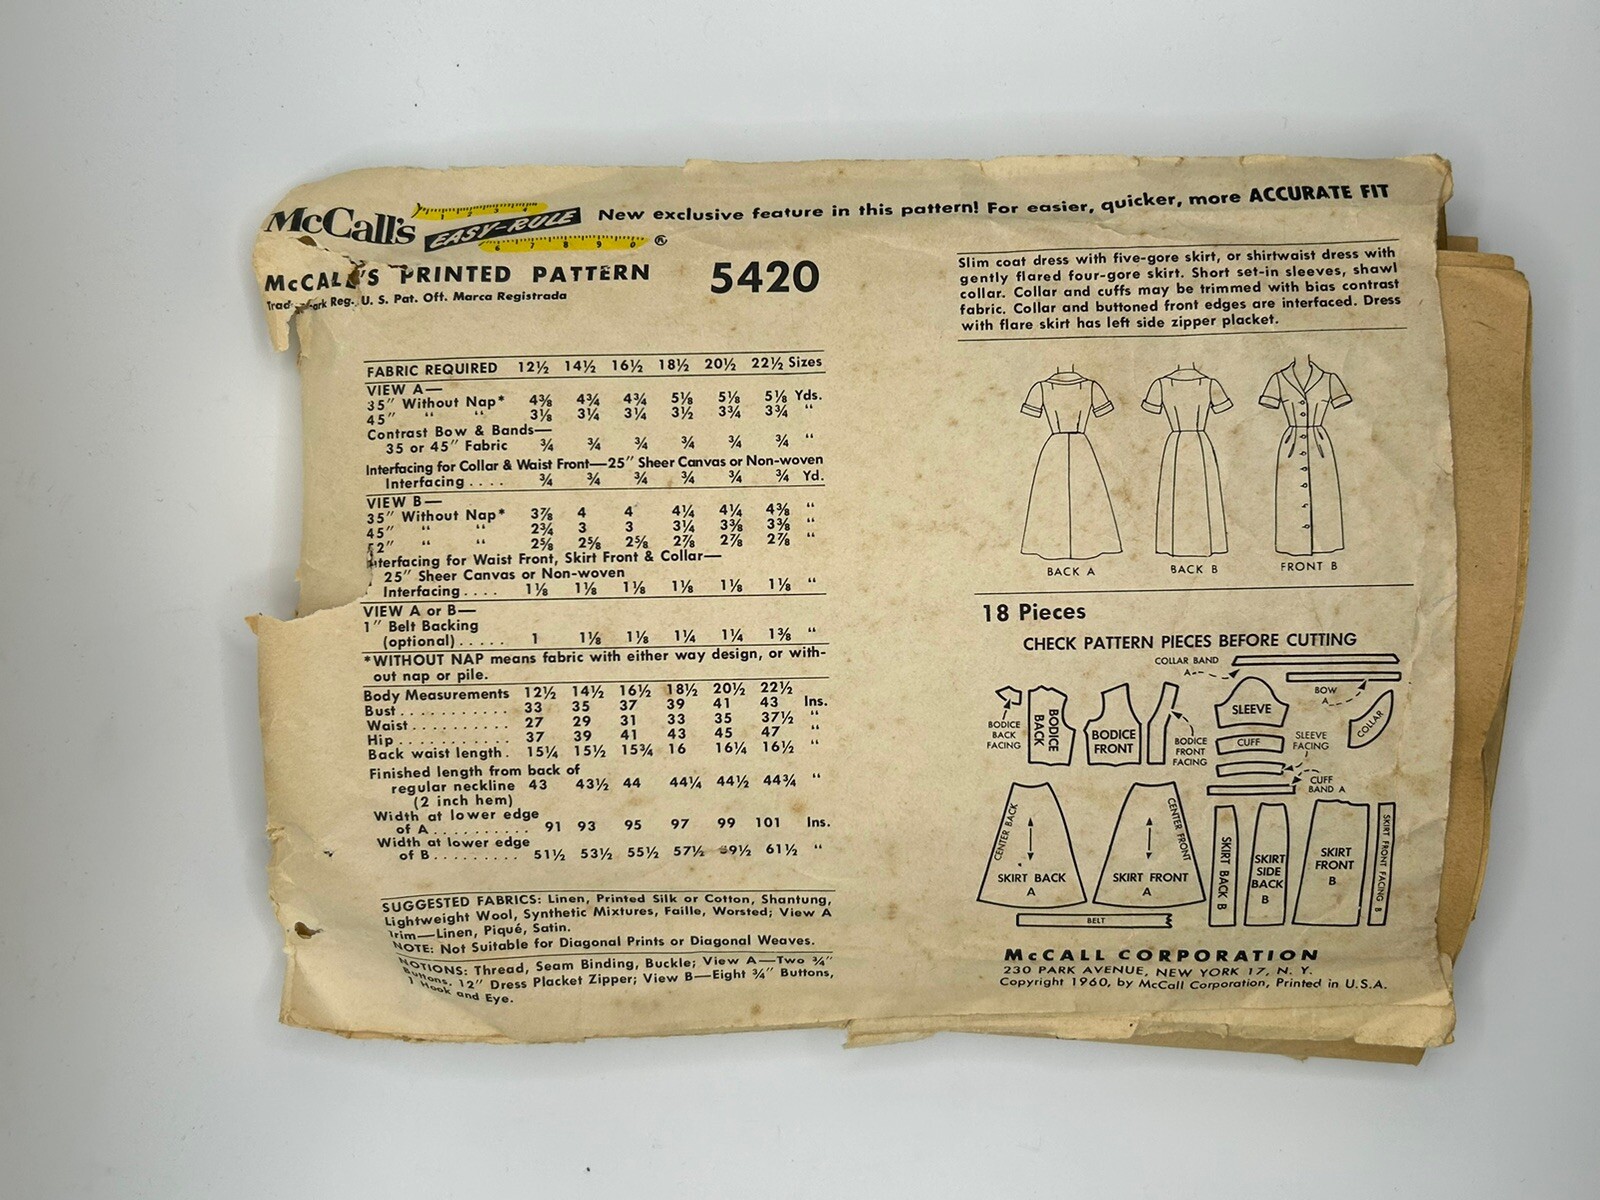 McCall's EASY-RULE ® New exclusive feature in this pattern! For easier, quicker, more ACCURATE FIT
1 2 3 4
6 7 8 9 0
McCALL'S PRINTED PATTERN 5420
Reg. U. S. Pat. Off. Marca Registrada
FABRIC REQUIRED 12½ 14½ 16½ 18½ 20½ 22½ Sizes
VIEW A—
35" Without Nap* 4⅜ 4¾ 4¾ 5⅛ 5⅛ 5⅛ Yds.
45" " " 3⅛ 3¼ 3¼ 3½ 3¾ 3¾ "
Contrast Bow & Bands—
35 or 45" Fabric ¾ ¾ ¾ ¾ ¾ ¾ "
Interfacing for Collar & Waist Front—25" Sheer Canvas or Non-woven
Interfacing . . . . ¾ ¾ ¾ ¾ ¾ ¾ Yd.
VIEW B—
35" Without Nap* 3⅞ 4 4 4¼ 4¼ 4⅜ "
45" " " 2¾ 3 3 3¼ 3⅜ 3⅜ "
52" " " 2⅝ 2⅝ 2⅝ 2⅞ 2⅞ 2⅞ "
Interfacing for Waist Front, Skirt Front & Collar—
25" Sheer Canvas or Non-woven
Interfacing . . . . 1⅛ 1⅛ 1⅛ 1⅛ 1⅛ 1⅛ "
VIEW A or B—
1" Belt Backing
(optional) . . . . . 1 1⅛ 1⅛ 1¼ 1¼ 1⅜ "
*WITHOUT NAP means fabric with either way design, or with-
out nap or pile.
Body Measurements 12½ 14½ 16½ 18½ 20½ 22½
Bust . . . . . . . . . . . 33 35 37 39 41 43 Ins.
Waist . . . . . . . . . . 27 29 31 33 35 37½ "
Hip . . . . . . . . . . . . 37 39 41 43 45 47 "
Back waist length . 15¼ 15½ 15¾ 16 16¼ 16½ "
Finished length from back of
regular neckline 43 43½ 44 44¼ 44½ 44¾ "
(2 inch hem)
Width at lower edge
of A . . . . . . . . . . 91 93 95 97 99 101 Ins.
Width at lower edge
of B . . . . . . . . . 51½ 53½ 55½ 57½ 59½ 61½ "
SUGGESTED FABRICS: Linen, Printed Silk or Cotton, Shantung,
Lightweight Wool, Synthetic Mixtures, Faille, Worsted; View A
Trim—Linen, Piqué, Satin.
NOTE: Not Suitable for Diagonal Prints or Diagonal Weaves.
NOTIONS: Thread, Seam Binding, Buckle; View A—Two ¾"
Buttons, 12" Dress Placket Zipper; View B—Eight ¾" Buttons,
1 Hook and Eye.
Slim coat dress with five-gore skirt, or shirtwaist dress with
gently flared four-gore skirt. Short set-in sleeves, shawl
collar. Collar and cuffs may be trimmed with bias contrast
fabric. Collar and buttoned front edges are interfaced. Dress
with flare skirt has left side zipper placket.
BACK A BACK B FRONT B
18 Pieces
CHECK PATTERN PIECES BEFORE CUTTING
COLLAR BAND
A
BOW
A
BODICE
BACK
FACING
BODICE
BACK
BODICE
FRONT
BODICE
FRONT
FACING
SLEEVE
COLLAR
CUFF
SLEEVE
FACING
CUFF
BAND A
CENTER BACK
SKIRT BACK
A
CENTER FRONT
SKIRT FRONT
A
SKIRT BACK B
SKIRT
SIDE
BACK
B
SKIRT
FRONT
B
SKIRT FRONT FACING B
BELT
McCALL CORPORATION
230 PARK AVENUE, NEW YORK 17, N. Y.
Copyright 1960, by McCall Corporation, Printed in U.S.A.